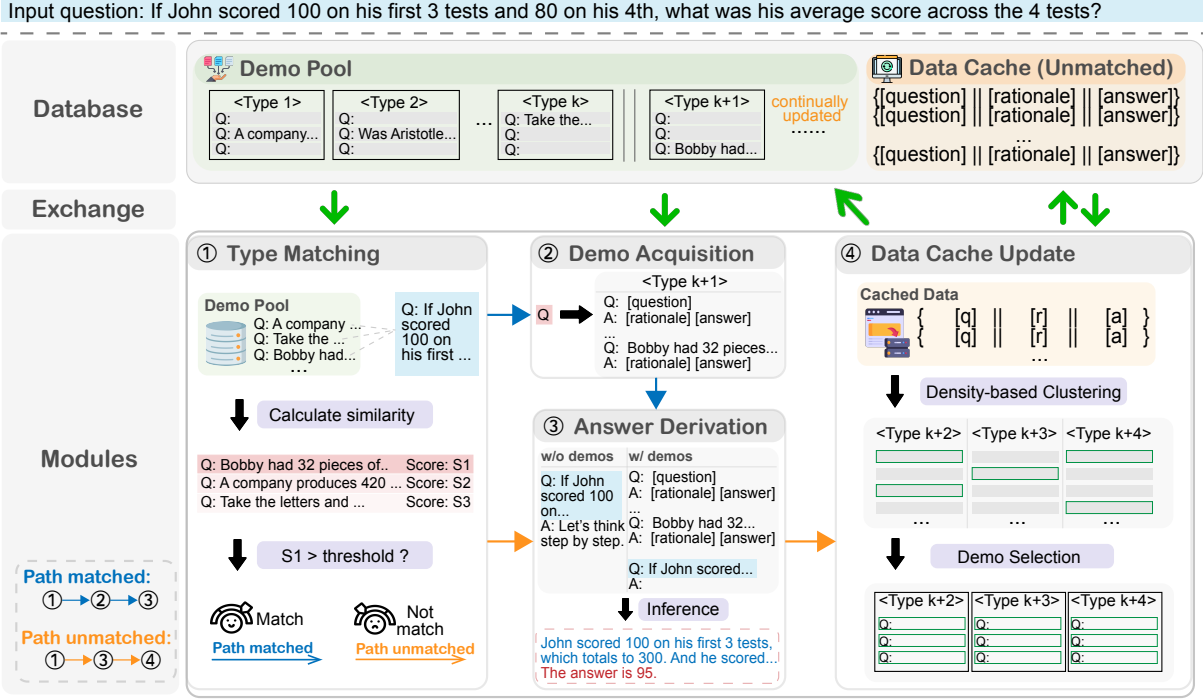 Input question: If John scored 100 on his first 3 tests and 80 on his 4th, what was his average score across the 4 tests?
Database
Demo Pool
<Type 1>
Q:
Q: A company...
Q:
<Type 2>
Q:
Q: Was Aristotle...
Q:
...
<Type k>
Q: Take the...
Q:
Q:
<Type k+1>
Q:
Q:
Q: Bobby had...
continually
updated
......
Data Cache (Unmatched)
{[question] || [rationale] || [answer]}
{[question] || [rationale] || [answer]}
...
{[question] || [rationale] || [answer]}
Exchange
Modules
Path matched:
① ② ③
Path unmatched:
① ③ ④
① Type Matching
Demo Pool
Q: A company ...
Q: Take the ...
Q: Bobby had...
...
Q: If John
scored
100 on
his first ...
Calculate similarity
Q: Bobby had 32 pieces of.. Score: S1
Q: A company produces 420 ... Score: S2
Q: Take the letters and ... Score: S3
S1 > threshold ?
Match
Path matched
Not
match
Path unmatched
② Demo Acquisition
Q
<Type k+1>
Q: [question]
A: [rationale] [answer]
...
Q: Bobby had 32 pieces...
A: [rationale] [answer]
③ Answer Derivation
w/o demos
Q: If John
scored 100
on...
A: Let's think
step by step.
w/ demos
Q: [question]
A: [rationale] [answer]
...
Q: Bobby had 32...
A: [rationale] [answer]
Q: If John scored...
A:
Inference
John scored 100 on his first 3 tests,
which totals to 300. And he scored...
The answer is 95.
④ Data Cache Update
Cached Data
{ [q] || [r] || [a] }
{ [q] || [r] || [a] }
...
Density-based Clustering
<Type k+2> <Type k+3> <Type k+4>
... ... ...
Demo Selection
<Type k+2> <Type k+3> <Type k+4>
Q: Q: Q:
Q: Q: Q:
Q: Q: Q: